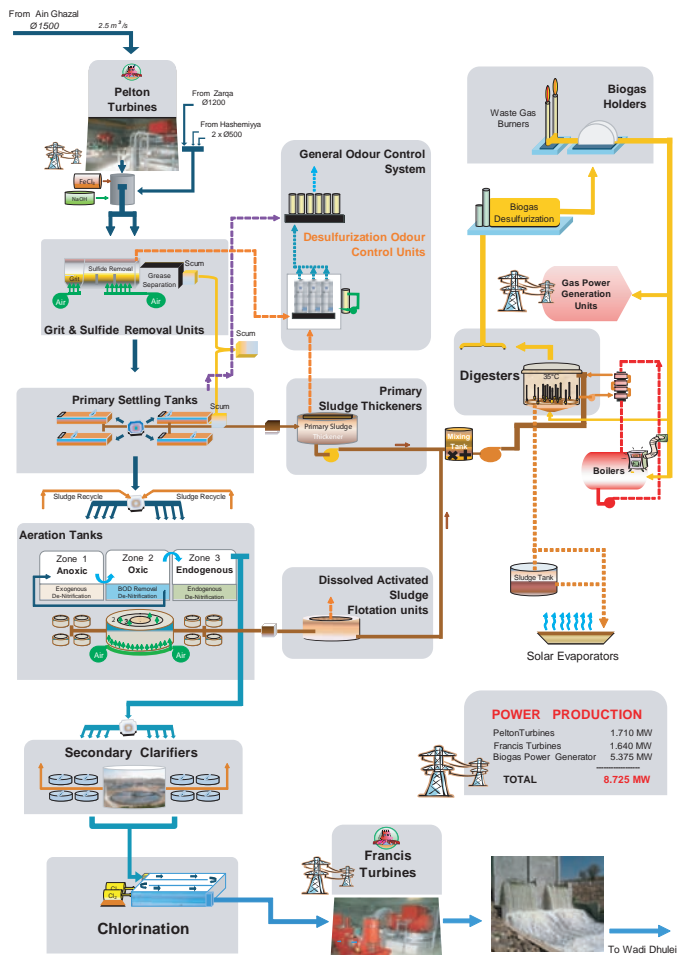 From Ain Ghazal
Ø1500
2.5 m³/s
Pelton
Turbines
From Zarqa
Ø1200
From Hashemiyya
2 x Ø500
FeCl₃
NaOH
General Odour Control
System
Desulfurization Odour
Control Units
Waste Gas
Burners
Biogas
Holders
Biogas
Desulfurization
Gas Power
Generation
Units
Scum
Sulfide Removal
Grit
Grease
Separation
Air
Air
Grit & Sulfide Removal Units
Scum
Digesters
35°C
Boilers
Primary Settling Tanks
Scum
Primary
Sludge Thickeners
Primary Sludge
Thickener
Mixing
Tank
Sludge Recycle
Sludge Recycle
Aeration Tanks
Zone 1
Anoxic
Exogenous
De-Nitrification
Zone 2
Oxic
BOD Removal
De-Nitrification
Zone 3
Endogenous
Endogenous
De-Nitrification
2
3
Air
Air
Dissolved Activated
Sludge
Flotation units
Sludge Tank
Solar Evaporators
Secondary Clarifiers
POWER PRODUCTION
PeltonTurbines 1.710 MW
Francis Turbines 1.640 MW
Biogas Power Generator 5.375 MW
TOTAL 8.725 MW
Cl₂
Chlorination
Francis
Turbines
To Wadi Dhuleil